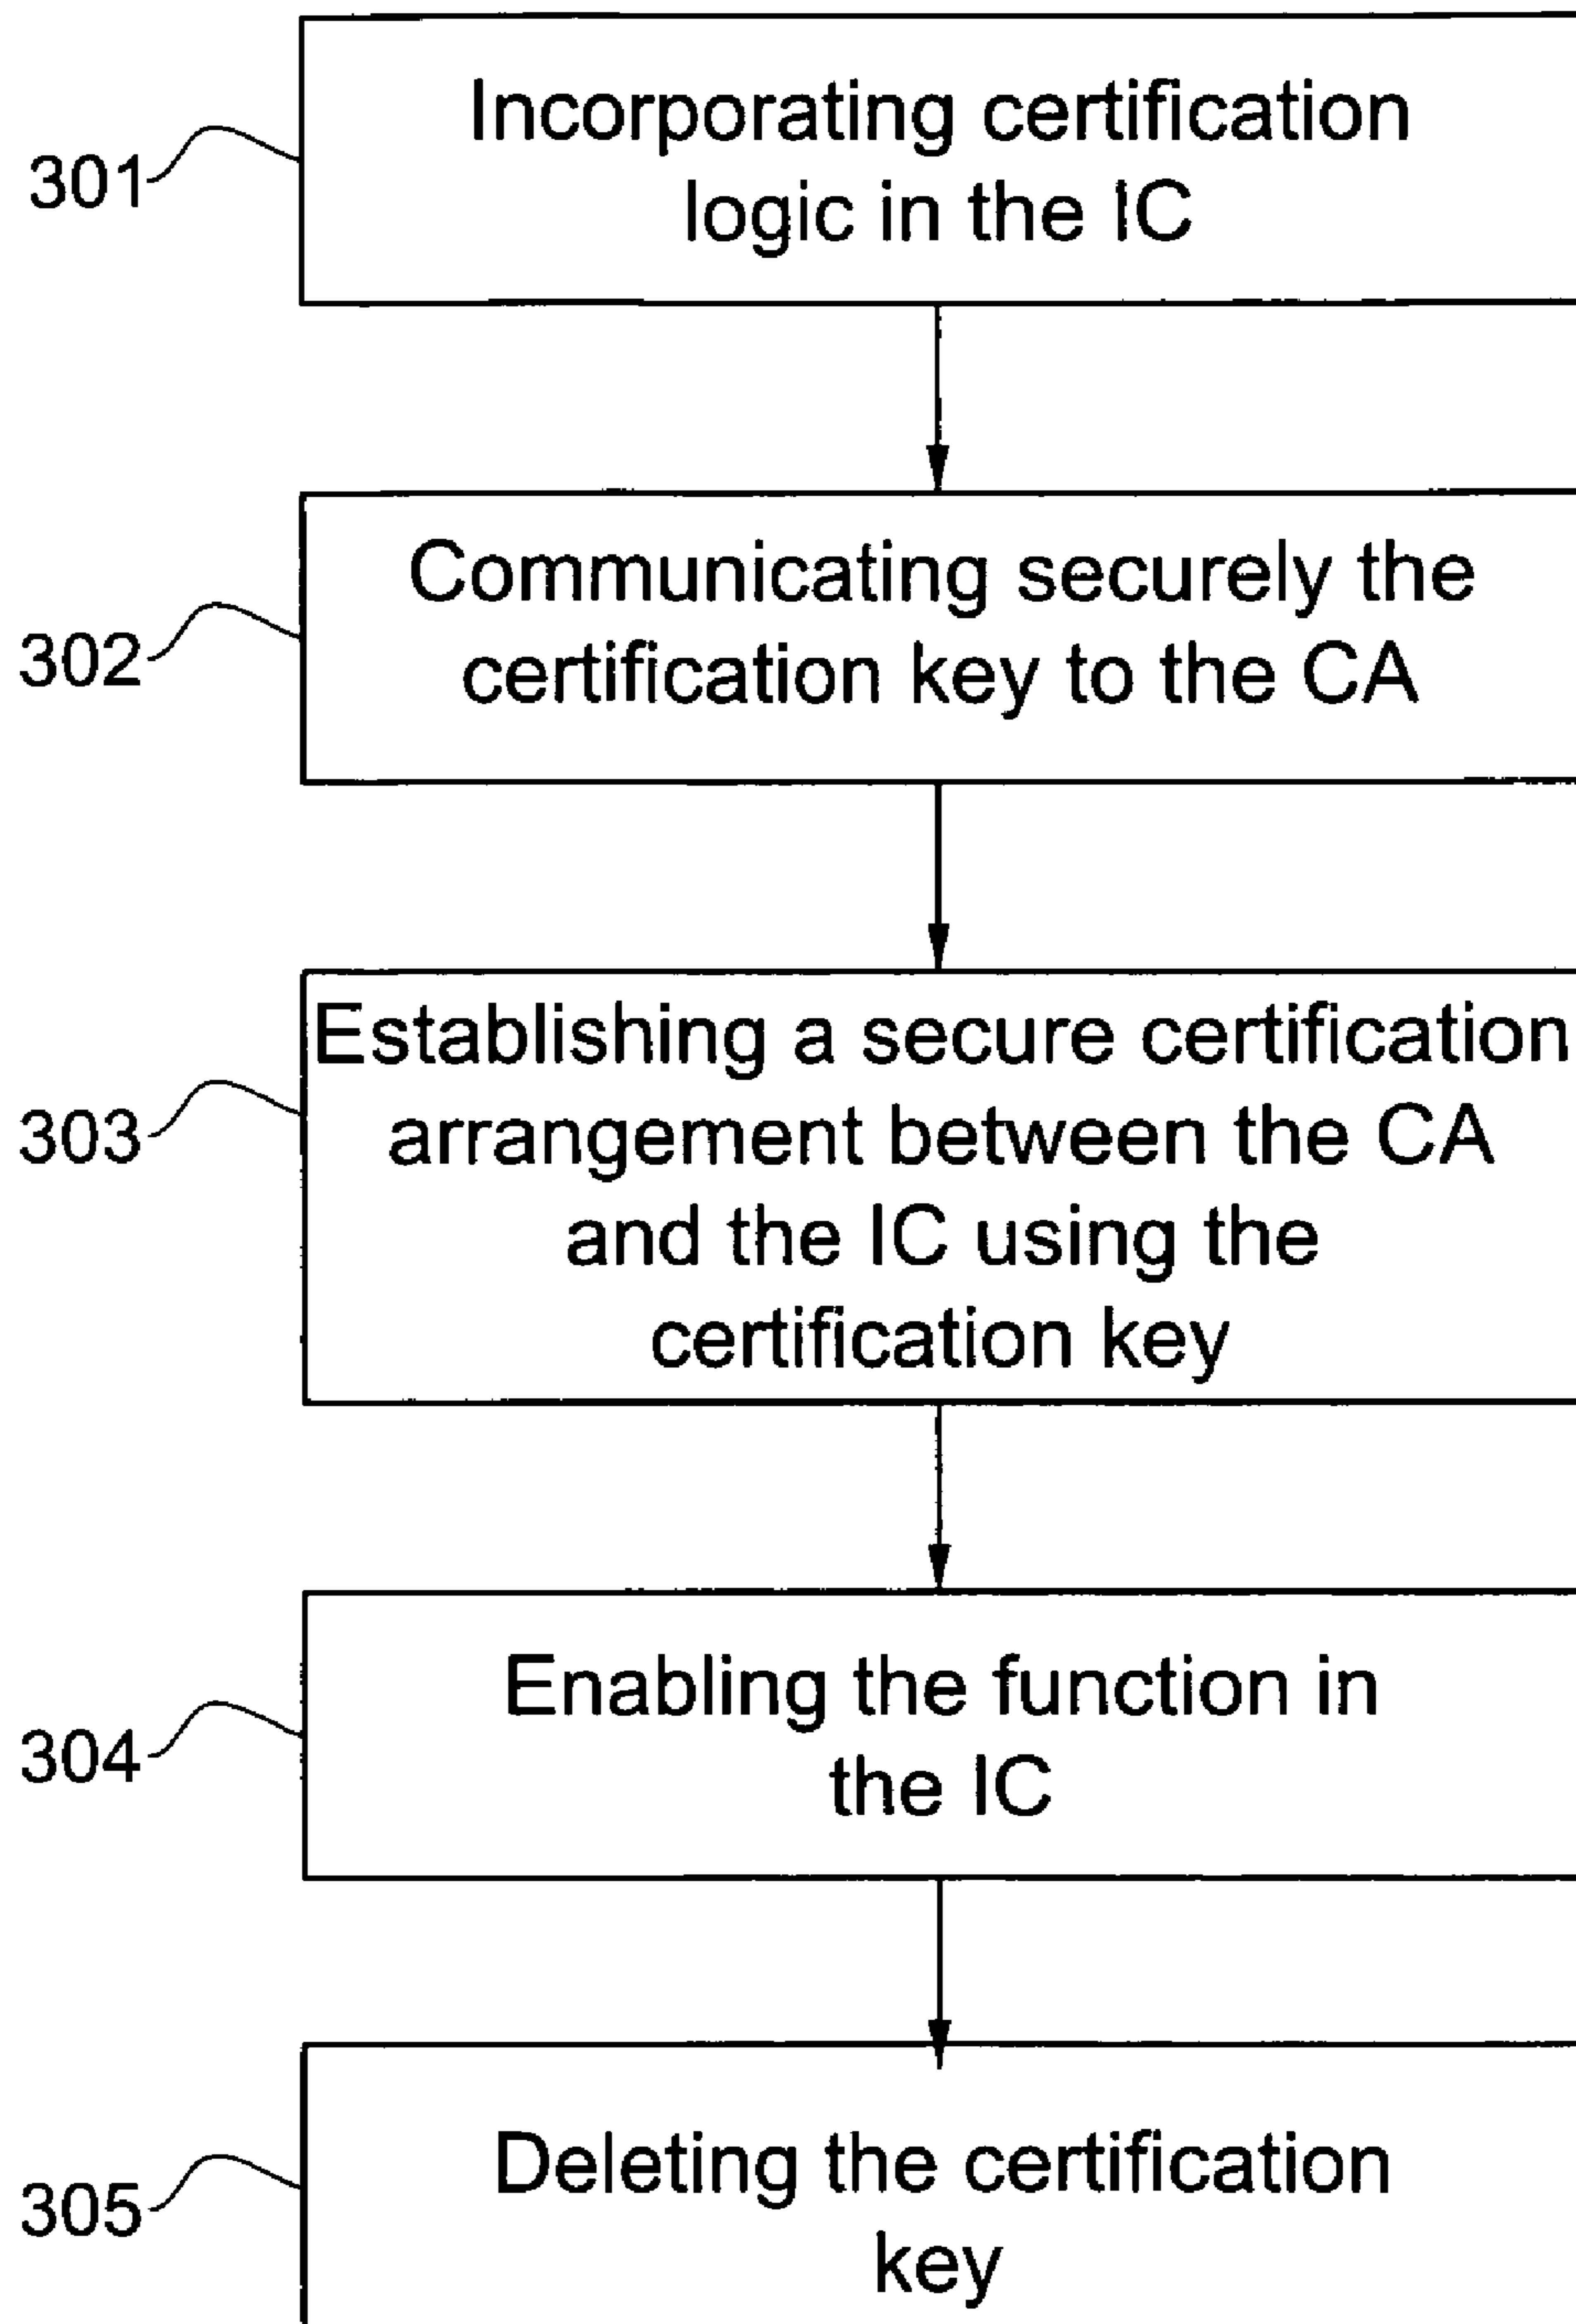 301
Incorporating certification
logic in the IC
302
Communicating securely the
certification key to the CA
303
Establishing a secure certification
arrangement between the CA
and the IC using the
certification key
304
Enabling the function in
the IC
305
Deleting the certification
key